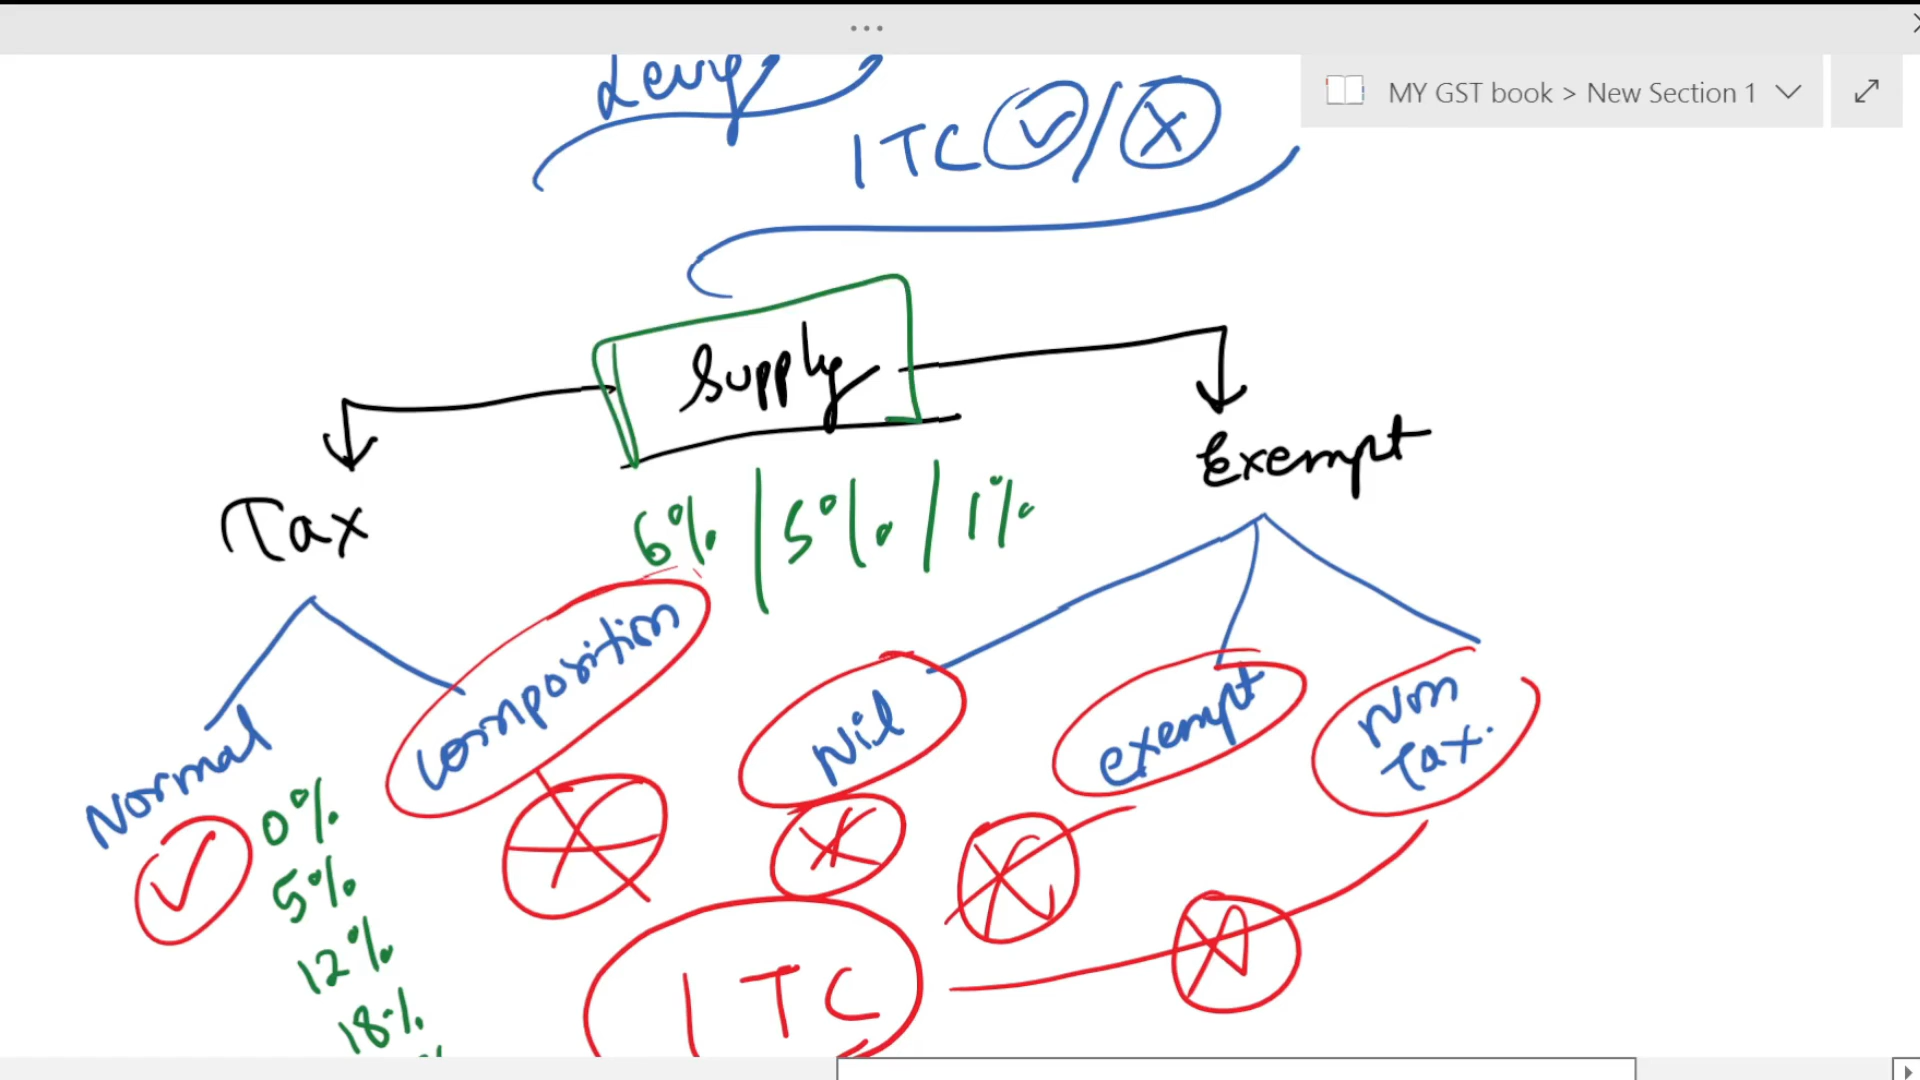 ...
Levy
MY GST book > New Section 1
ITC ✓/X
Supply
Exempt
Tax
6% / 5% / 1%
Composition
Nil
exempt
Non
Tax.
Normal
0%
5%
12%
18%
ITC